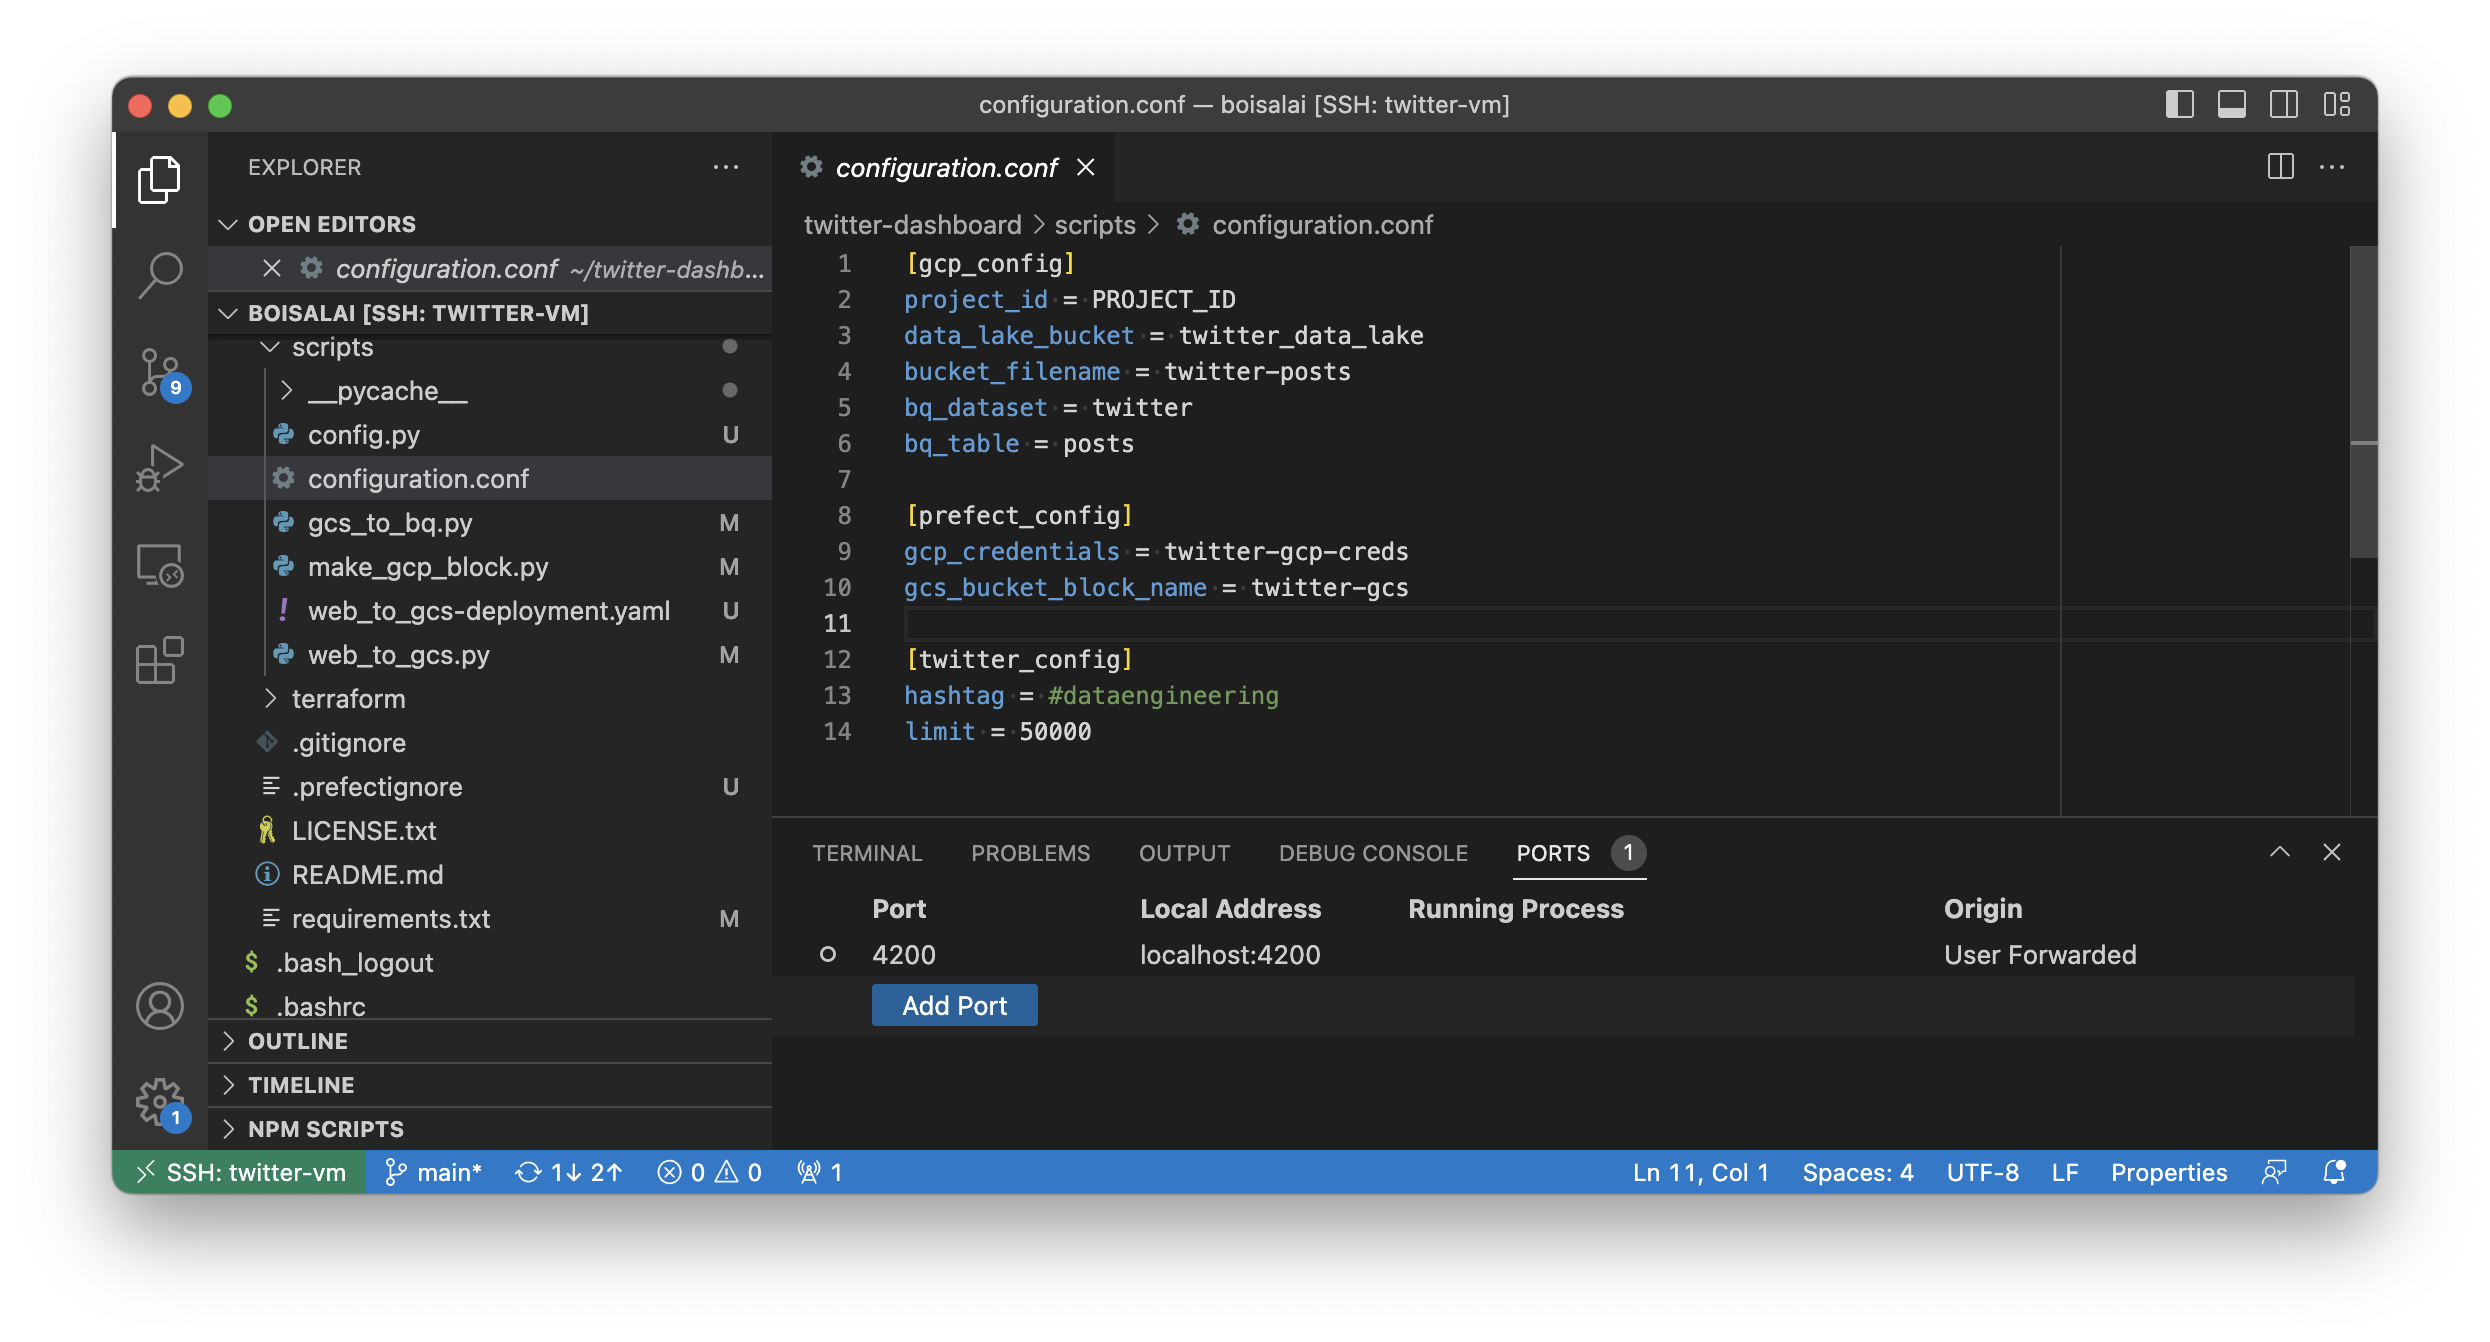 configuration.conf — boisalai [SSH: twitter-vm]
EXPLORER
OPEN EDITORS
configuration.conf ~/twitter-dashb...
BOISALAI [SSH: TWITTER-VM]
scripts
__pycache__
config.py U
configuration.conf
gcs_to_bq.py M
make_gcp_block.py M
web_to_gcs-deployment.yaml U
web_to_gcs.py M
terraform
.gitignore
.prefectignore U
LICENSE.txt
README.md
requirements.txt M
.bash_logout
.bashrc
OUTLINE
TIMELINE
NPM SCRIPTS
9
1
configuration.conf
twitter-dashboard > scripts > configuration.conf
1 [gcp_config]
2 project_id = PROJECT_ID
3 data_lake_bucket = twitter_data_lake
4 bucket_filename = twitter-posts
5 bq_dataset = twitter
6 bq_table = posts
7
8 [prefect_config]
9 gcp_credentials = twitter-gcp-creds
10 gcs_bucket_block_name = twitter-gcs
11
12 [twitter_config]
13 hashtag = #dataengineering
14 limit = 50000
TERMINAL PROBLEMS OUTPUT DEBUG CONSOLE PORTS 1
Port Local Address Running Process Origin
4200 localhost:4200 User Forwarded
Add Port
SSH: twitter-vm main* 1↓ 2↑ 0 0 1 Ln 11, Col 1 Spaces: 4 UTF-8 LF Properties